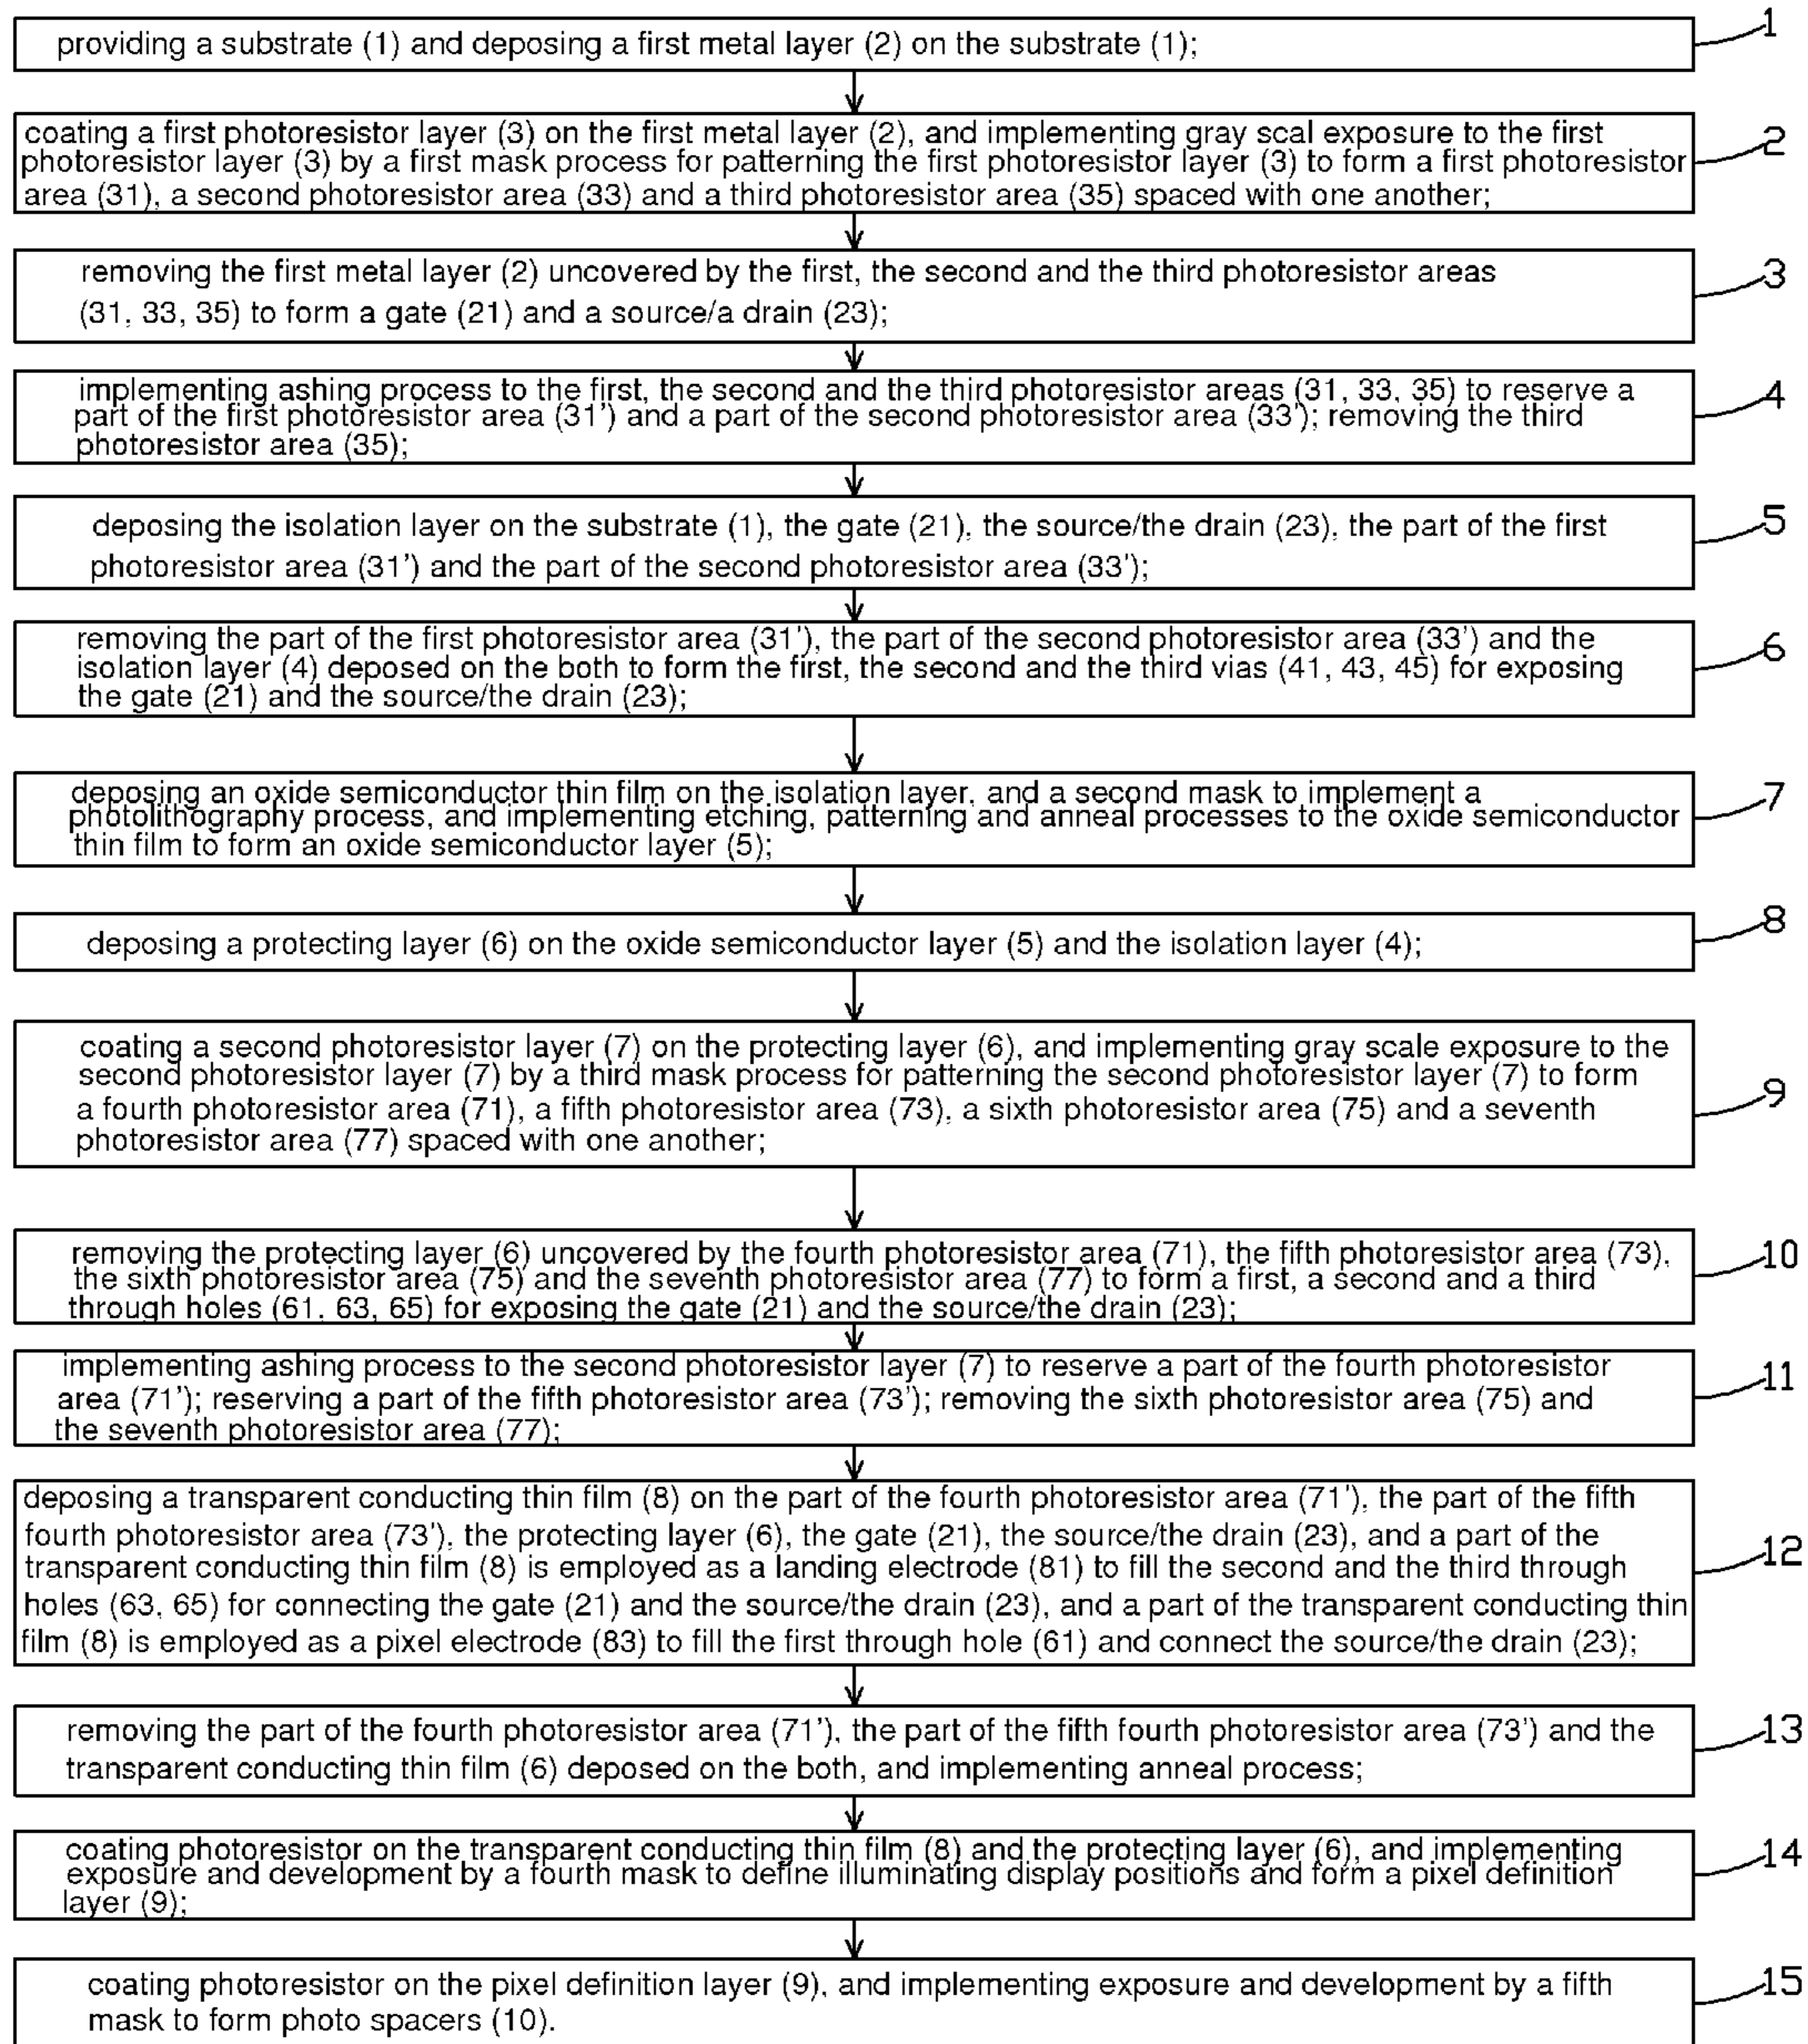 providing a substrate (1) and deposing a first metal layer (2) on the substrate (1);
1
coating a first photoresistor layer (3) on the first metal layer (2), and implementing gray scal exposure to the first
photoresistor layer (3) by a first mask process for patterning the first photoresistor layer (3) to form a first photoresistor
area (31), a second photoresistor area (33) and a third photoresistor area (35) spaced with one another;
2
removing the first metal layer (2) uncovered by the first, the second and the third photoresistor areas
(31, 33, 35) to form a gate (21) and a source/a drain (23);
3
implementing ashing process to the first, the second and the third photoresistor areas (31, 33, 35) to reserve a
part of the first photoresistor area (31') and a part of the second photoresistor area (33'); removing the third
photoresistor area (35);
4
deposing the isolation layer on the substrate (1), the gate (21), the source/the drain (23), the part of the first
photoresistor area (31') and the part of the second photoresistor area (33');
5
removing the part of the first photoresistor area (31'), the part of the second photoresistor area (33') and the
isolation layer (4) deposed on the both to form the first, the second and the third vias (41, 43, 45) for exposing
the gate (21) and the source/the drain (23);
6
deposing an oxide semiconductor thin film on the isolation layer, and a second mask to implement a
photolithography process, and implementing etching, patterning and anneal processes to the oxide semiconductor
thin film to form an oxide semiconductor layer (5);
7
deposing a protecting layer (6) on the oxide semiconductor layer (5) and the isolation layer (4);
8
coating a second photoresistor layer (7) on the protecting layer (6), and implementing gray scale exposure to the
second photoresistor layer (7) by a third mask process for patterning the second photoresistor layer (7) to form
a fourth photoresistor area (71), a fifth photoresistor area (73), a sixth photoresistor area (75) and a seventh
photoresistor area (77) spaced with one another;
9
removing the protecting layer (6) uncovered by the fourth photoresistor area (71), the fifth photoresistor area (73),
the sixth photoresistor area (75) and the seventh photoresistor area (77) to form a first, a second and a third
through holes (61, 63, 65) for exposing the gate (21) and the source/the drain (23);
10
implementing ashing process to the second photoresistor layer (7) to reserve a part of the fourth photoresistor
area (71'); reserving a part of the fifth photoresistor area (73'); removing the sixth photoresistor area (75) and
the seventh photoresistor area (77);
11
deposing a transparent conducting thin film (8) on the part of the fourth photoresistor area (71'), the part of the fifth
fourth photoresistor area (73'), the protecting layer (6), the gate (21), the source/the drain (23), and a part of the
transparent conducting thin film (8) is employed as a landing electrode (81) to fill the second and the third through
holes (63, 65) for connecting the gate (21) and the source/the drain (23), and a part of the transparent conducting thin
film (8) is employed as a pixel electrode (83) to fill the first through hole (61) and connect the source/the drain (23);
12
removing the part of the fourth photoresistor area (71'), the part of the fifth fourth photoresistor area (73') and the
transparent conducting thin film (6) deposed on the both, and implementing anneal process;
13
coating photoresistor on the transparent conducting thin film (8) and the protecting layer (6), and implementing
exposure and development by a fourth mask to define illuminating display positions and form a pixel definition
layer (9);
14
coating photoresistor on the pixel definition layer (9), and implementing exposure and development by a fifth
mask to form photo spacers (10).
15